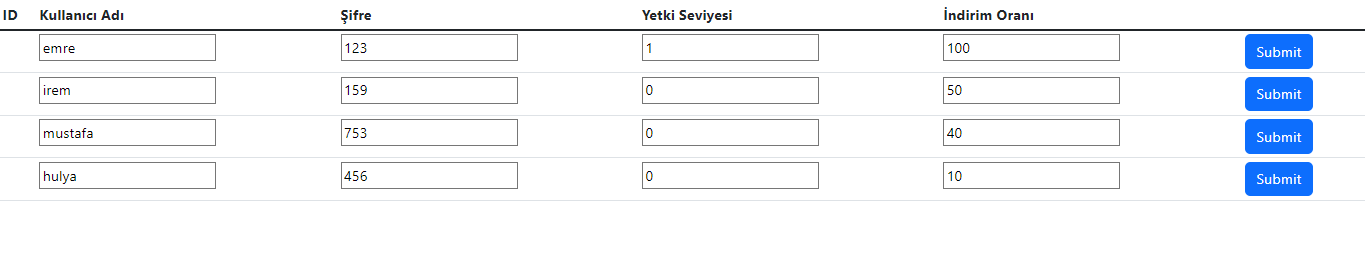 ID Kullanıcı Adı Şifre Yetki Seviyesi İndirim Oranı
emre 123 1 100 Submit
irem 159 0 50 Submit
mustafa 753 0 40 Submit
hulya 456 0 10 Submit